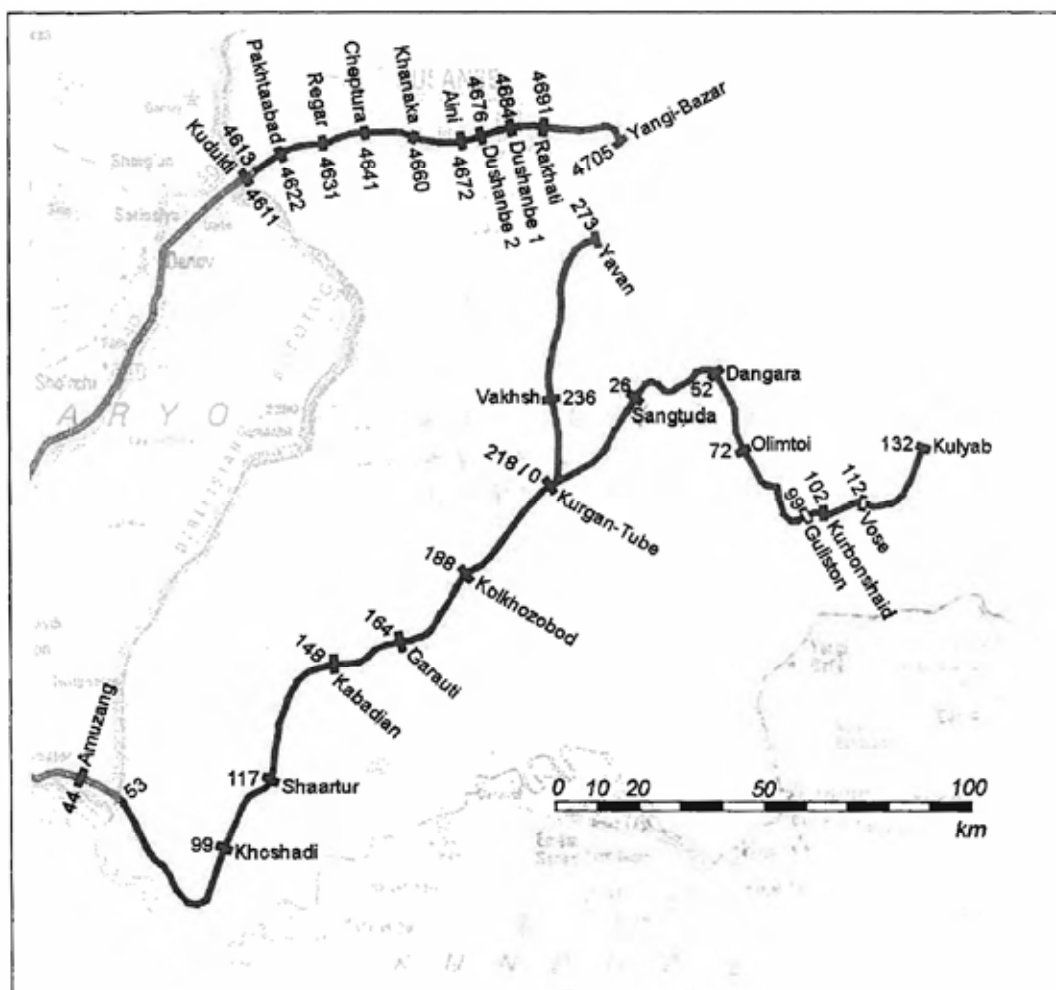 Pakhtaabad
Regar
Cheptura
Khanaka
Aini
4676
4684
4691
Yangi-Bazar
Kudukli
4613
4611
4622
4631
4641
4660
4672
Dushanbe 2
Dushanbe 1
Rakhati
4705
273
Yavan
Denov
A R Y O
Vakhsh
236
26
Sangtuda
52
Dangara
72
Olimtoi
132
Kulyab
218 / 0
Kurgan-Tube
99
Guliston
102
Kurbonshaid
112
Vose
188
Kolkhozobod
164
Garauti
148
Kabadian
Amuzang
44
53
117
Shaartur
99
Khoshadi
0 10 20 50 100
km